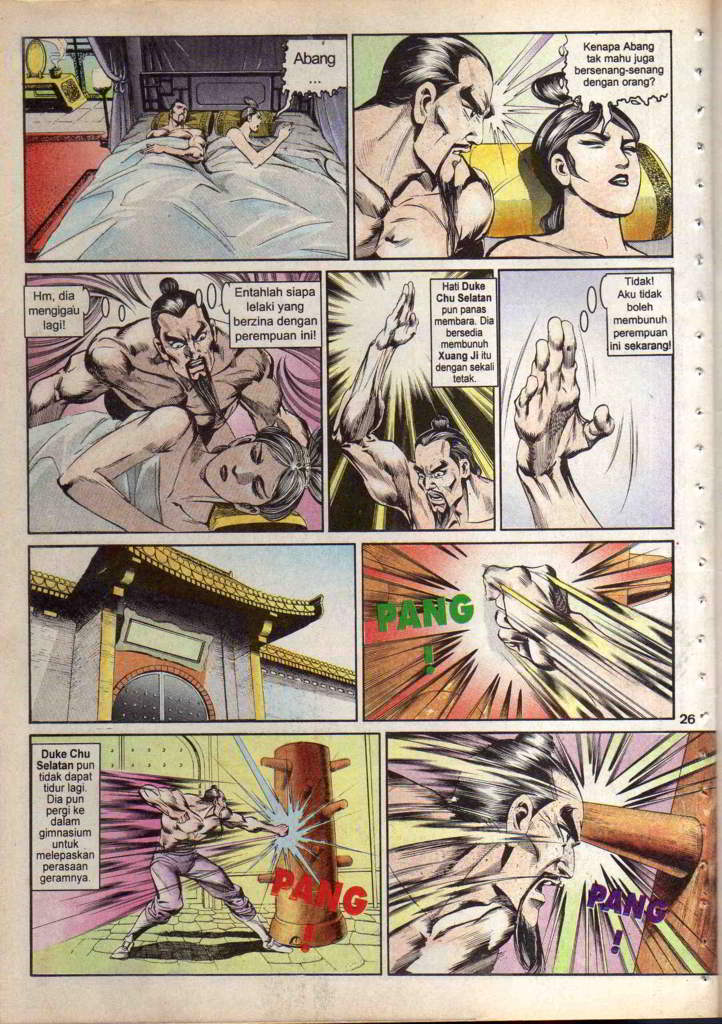 Abang
...
Kenapa Abang
tak mahu juga
bersenang-senang
dengan orang?
Hm, dia
mengigau
lagi!
Entahlah siapa
lelaki yang
berzina dengan
perempuan ini!
Hati Duke
Chu Selatan
pun panas
membara. Dia
bersedia
membunuh
Xuang Ji itu
dengan sekali
tetak.
Tidak!
Aku tidak
boleh
membunuh
perempuan
ini sekarang!
PANG
!
26
Duke Chu
Selatan pun
tidak dapat
tidur lagi.
Dia pun
pergi ke
dalam
gimnasium
untuk
melepaskan
perasaan
geramnya.
PANG
!
PANG
!